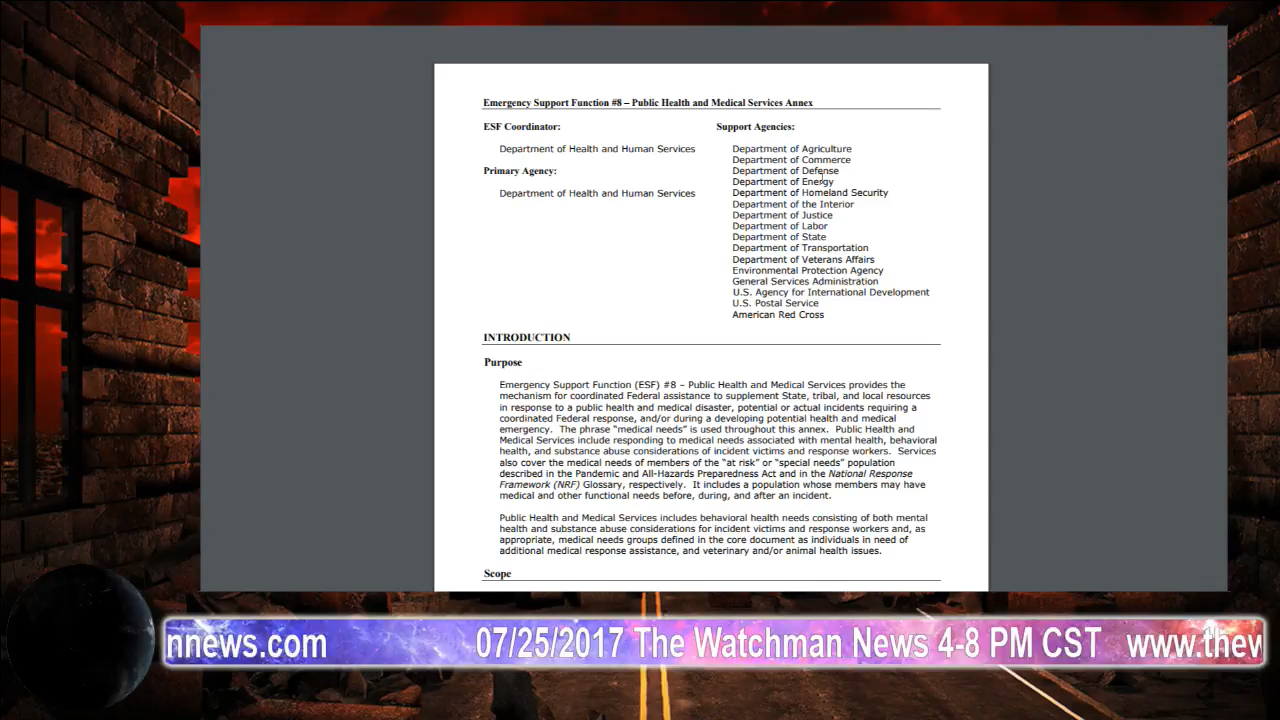 Emergency Support Function #8 – Public Health and Medical Services Annex
ESF Coordinator:
Department of Health and Human Services
Primary Agency:
Department of Health and Human Services
Support Agencies:
Department of Agriculture
Department of Commerce
Department of Defense
Department of Energy
Department of Homeland Security
Department of the Interior
Department of Justice
Department of Labor
Department of State
Department of Transportation
Department of Veterans Affairs
Environmental Protection Agency
General Services Administration
U.S. Agency for International Development
U.S. Postal Service
American Red Cross
INTRODUCTION
Purpose
Emergency Support Function (ESF) #8 – Public Health and Medical Services provides the
mechanism for coordinated Federal assistance to supplement State, tribal, and local resources
in response to a public health and medical disaster, potential or actual incidents requiring a
coordinated Federal response, and/or during a developing potential health and medical
emergency. The phrase “medical needs” is used throughout this annex. Public Health and
Medical Services include responding to medical needs associated with mental health, behavioral
health, and substance abuse considerations of incident victims and response workers. Services
also cover the medical needs of members of the “at risk” or “special needs” population
described in the Pandemic and All-Hazards Preparedness Act and in the National Response
Framework (NRF) Glossary, respectively. It includes a population whose members may have
medical and other functional needs before, during, and after an incident.
Public Health and Medical Services includes behavioral health needs consisting of both mental
health and substance abuse considerations for incident victims and response workers and, as
appropriate, medical needs groups defined in the core document as individuals in need of
additional medical response assistance, and veterinary and/or animal health issues.
Scope
nnews.com 07/25/2017 The Watchman News 4-8 PM CST www.thew